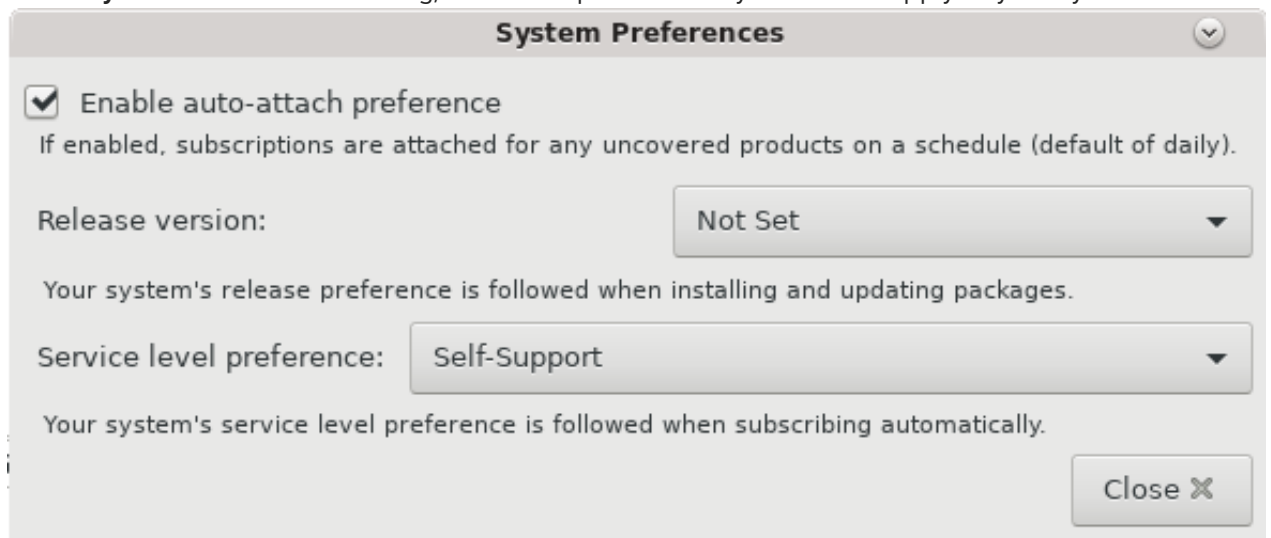 System Preferences
Enable auto-attach preference
If enabled, subscriptions are attached for any uncovered products on a schedule (default of daily).
Release version: Not Set
Your system's release preference is followed when installing and updating packages.
Service level preference: Self-Support
Your system's service level preference is followed when subscribing automatically.
Close